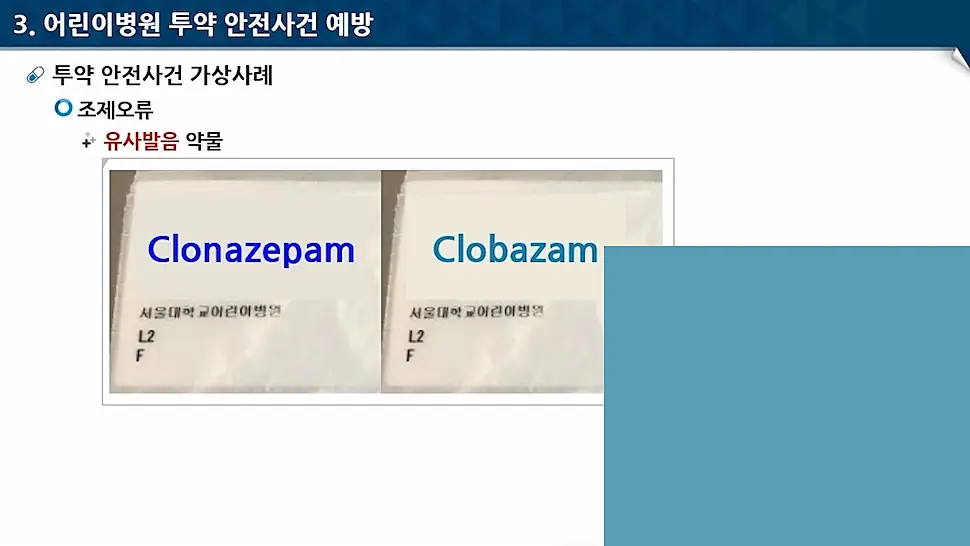 3. 어린이병원 투약 안전사건 예방
투약 안전사건 가상사례
조제오류
유사발음 약물
Clonazepam
서울대학교어린이병원
L2
F
Clobazam
서울대학교어린이병원
L2
F